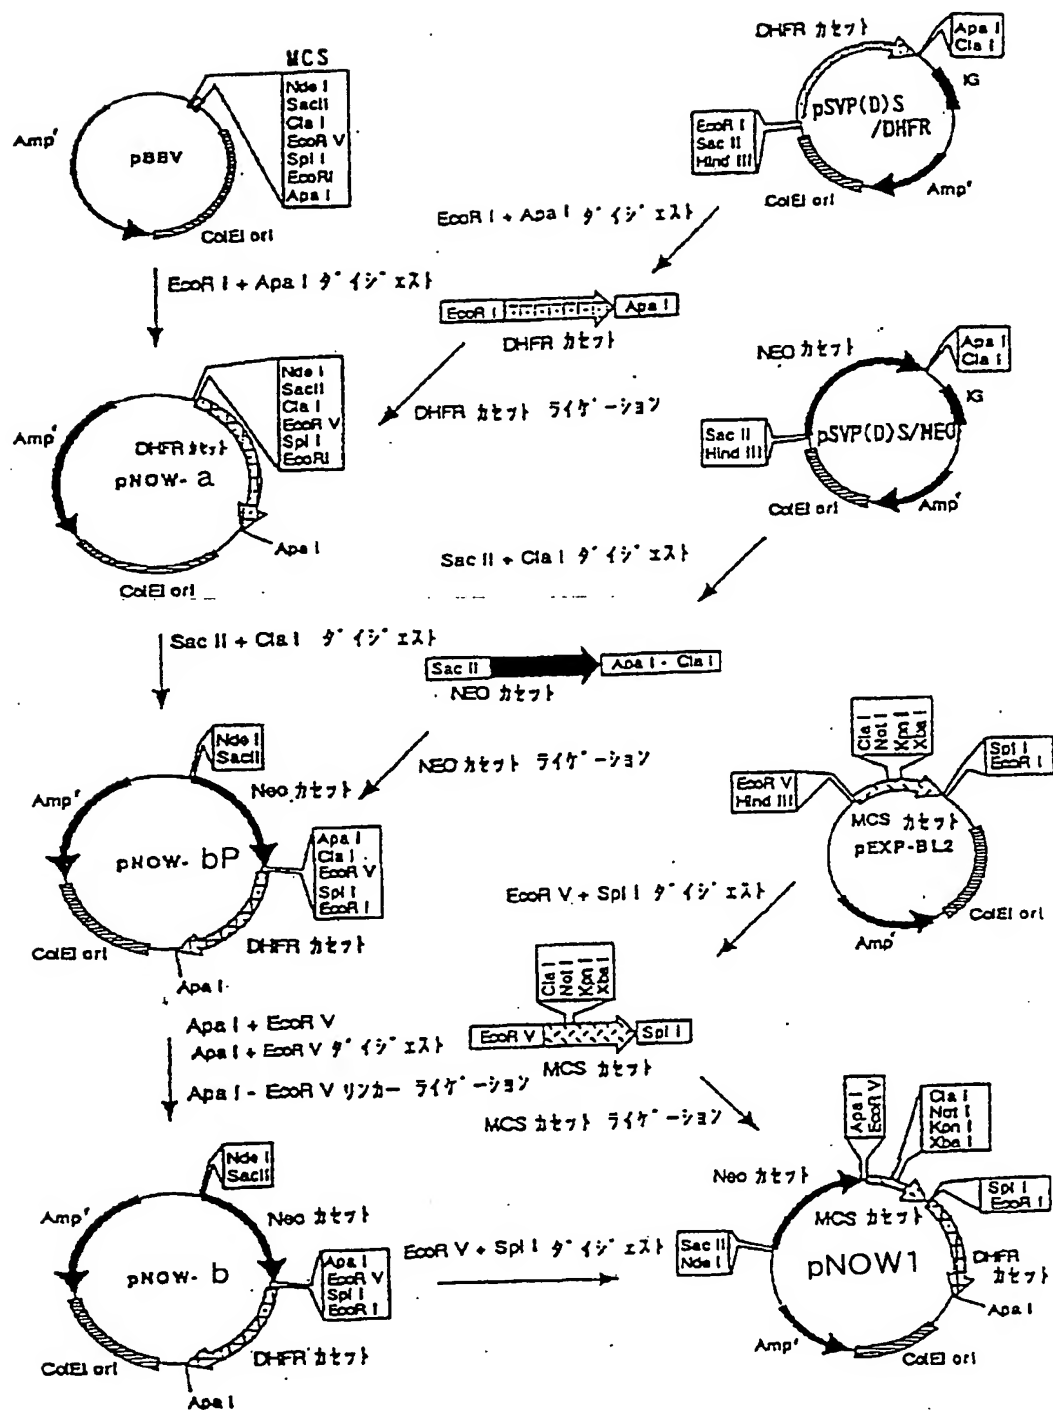 MCS
Nde I
SacII
Cla I
EcoR V
Spl I
EcoRI
Apa I
Ampʳ
pBBV
ColEI ori
DHFR カセット
Apa I
Cla I
IG
pSVP(D)S
/DHFR
EcoR I
Sac II
Hind III
ColEI ori
Ampʳ
EcoR I + Apa I ダイジェスト
EcoR I + Apa I ダイジェスト
EcoR I
Apa I
DHFR カセット
DHFR カセット ライゲーション
Nde I
SacII
Cla I
EcoR V
Spl I
EcoRI
Ampʳ
DHFR カセット
pNOW- a
Apa I
ColEI ori
NEO カセット
Apa I
Cla I
IG
Sac II
Hind III
pSVP(D)S/NEO
ColEI ori
Ampʳ
Sac II + Cla I ダイジェスト
Sac II + Cla I ダイジェスト
Sac II
Apa I - Cla I
NEO カセット
NEO カセット ライゲーション
Nde I
SacII
Ampʳ
Neo カセット
pNOW- bP
Apa I
Cla I
EcoR V
Spl I
EcoR I
ColEI ori
DHFR カセット
Apa I
Cla I
Not I
Kpn I
Xba I
Spl I
EcoR I
EcoR V
Hind III
MCS カセット
pEXP-BL2
ColEI ori
Ampʳ
EcoR V + Spl I ダイジェスト
Cla I
Not I
Kpn I
Xba I
EcoR V
Spl I
MCS カセット
MCS カセット ライゲーション
Apa I + EcoR V
Apa I + EcoR V ダイジェスト
Apa I - EcoR V リンカー ライゲーション
Nde I
SacII
Ampʳ
Neo カセット
pNOW- b
Apa I
EcoR V
Spl I
EcoR I
ColEI ori
DHFR カセット
Apa I
EcoR V + Spl I ダイジェスト
Apa I
EcoR V
Cla I
Not I
Kpn I
Xba I
Neo カセット
Spl I
EcoR I
MCS カセット
Sac II
Nde I
pNOW1
DHFR
カセット
Apa I
Ampʳ
ColEI ori